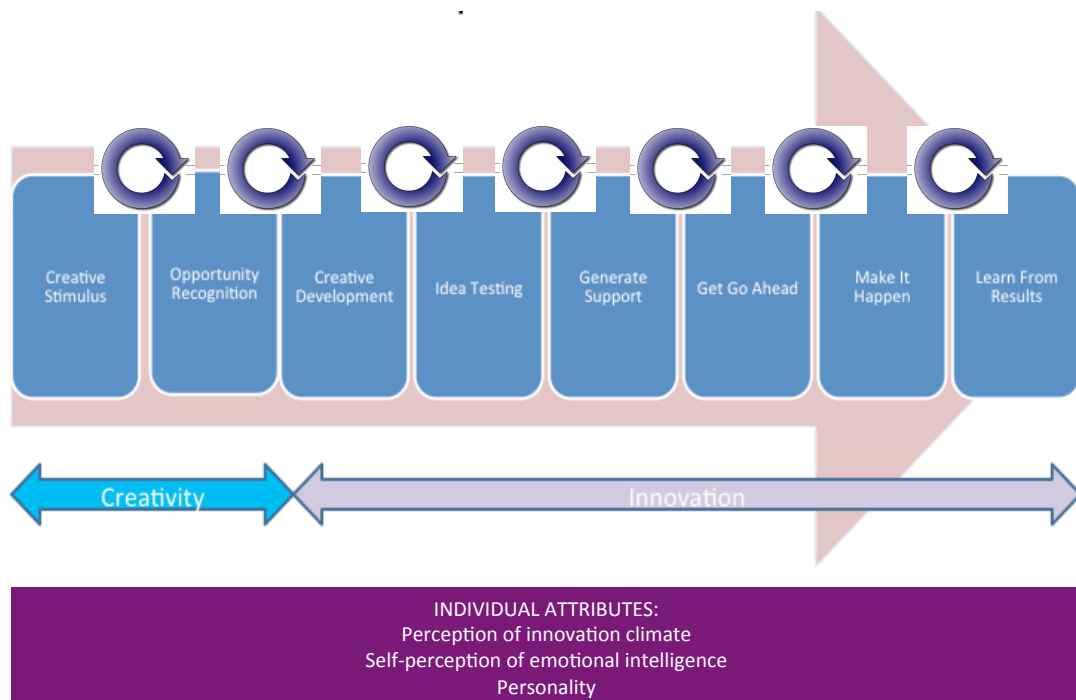 Creative
Stimulus
Opportunity
Recognition
Creative
Development
Idea Testing
Generate
Support
Get Go Ahead
Make It
Happen
Learn From
Results
Creativity
Innovation
INDIVIDUAL ATTRIBUTES:
Perception of innovation climate
Self-perception of emotional intelligence
Personality